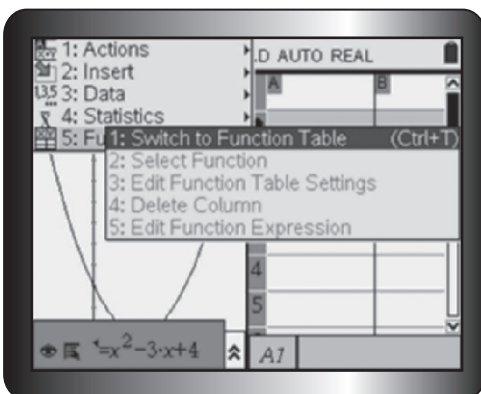 1: Actions
.D AUTO REAL
2: Insert
A B
3: Data
4: Statistics
5: Fu
1: Switch to Function Table (Ctrl+T)
2: Select Function
3: Edit Function Table Settings
4: Delete Column
5: Edit Function Expression
4
5
=x²−3·x+4
A1